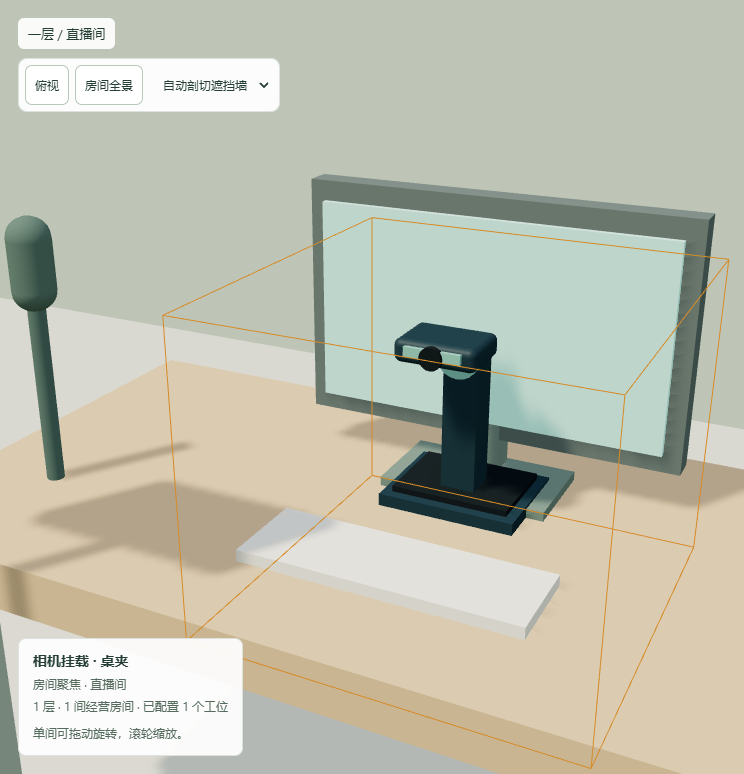 一层 / 直播间
俯视
房间全景
自动剖切遮挡墙
相机挂载 · 桌夹
房间聚焦 · 直播间
1 层 · 1 间经营房间 · 已配置 1 个工位
单间可拖动旋转，滚轮缩放。